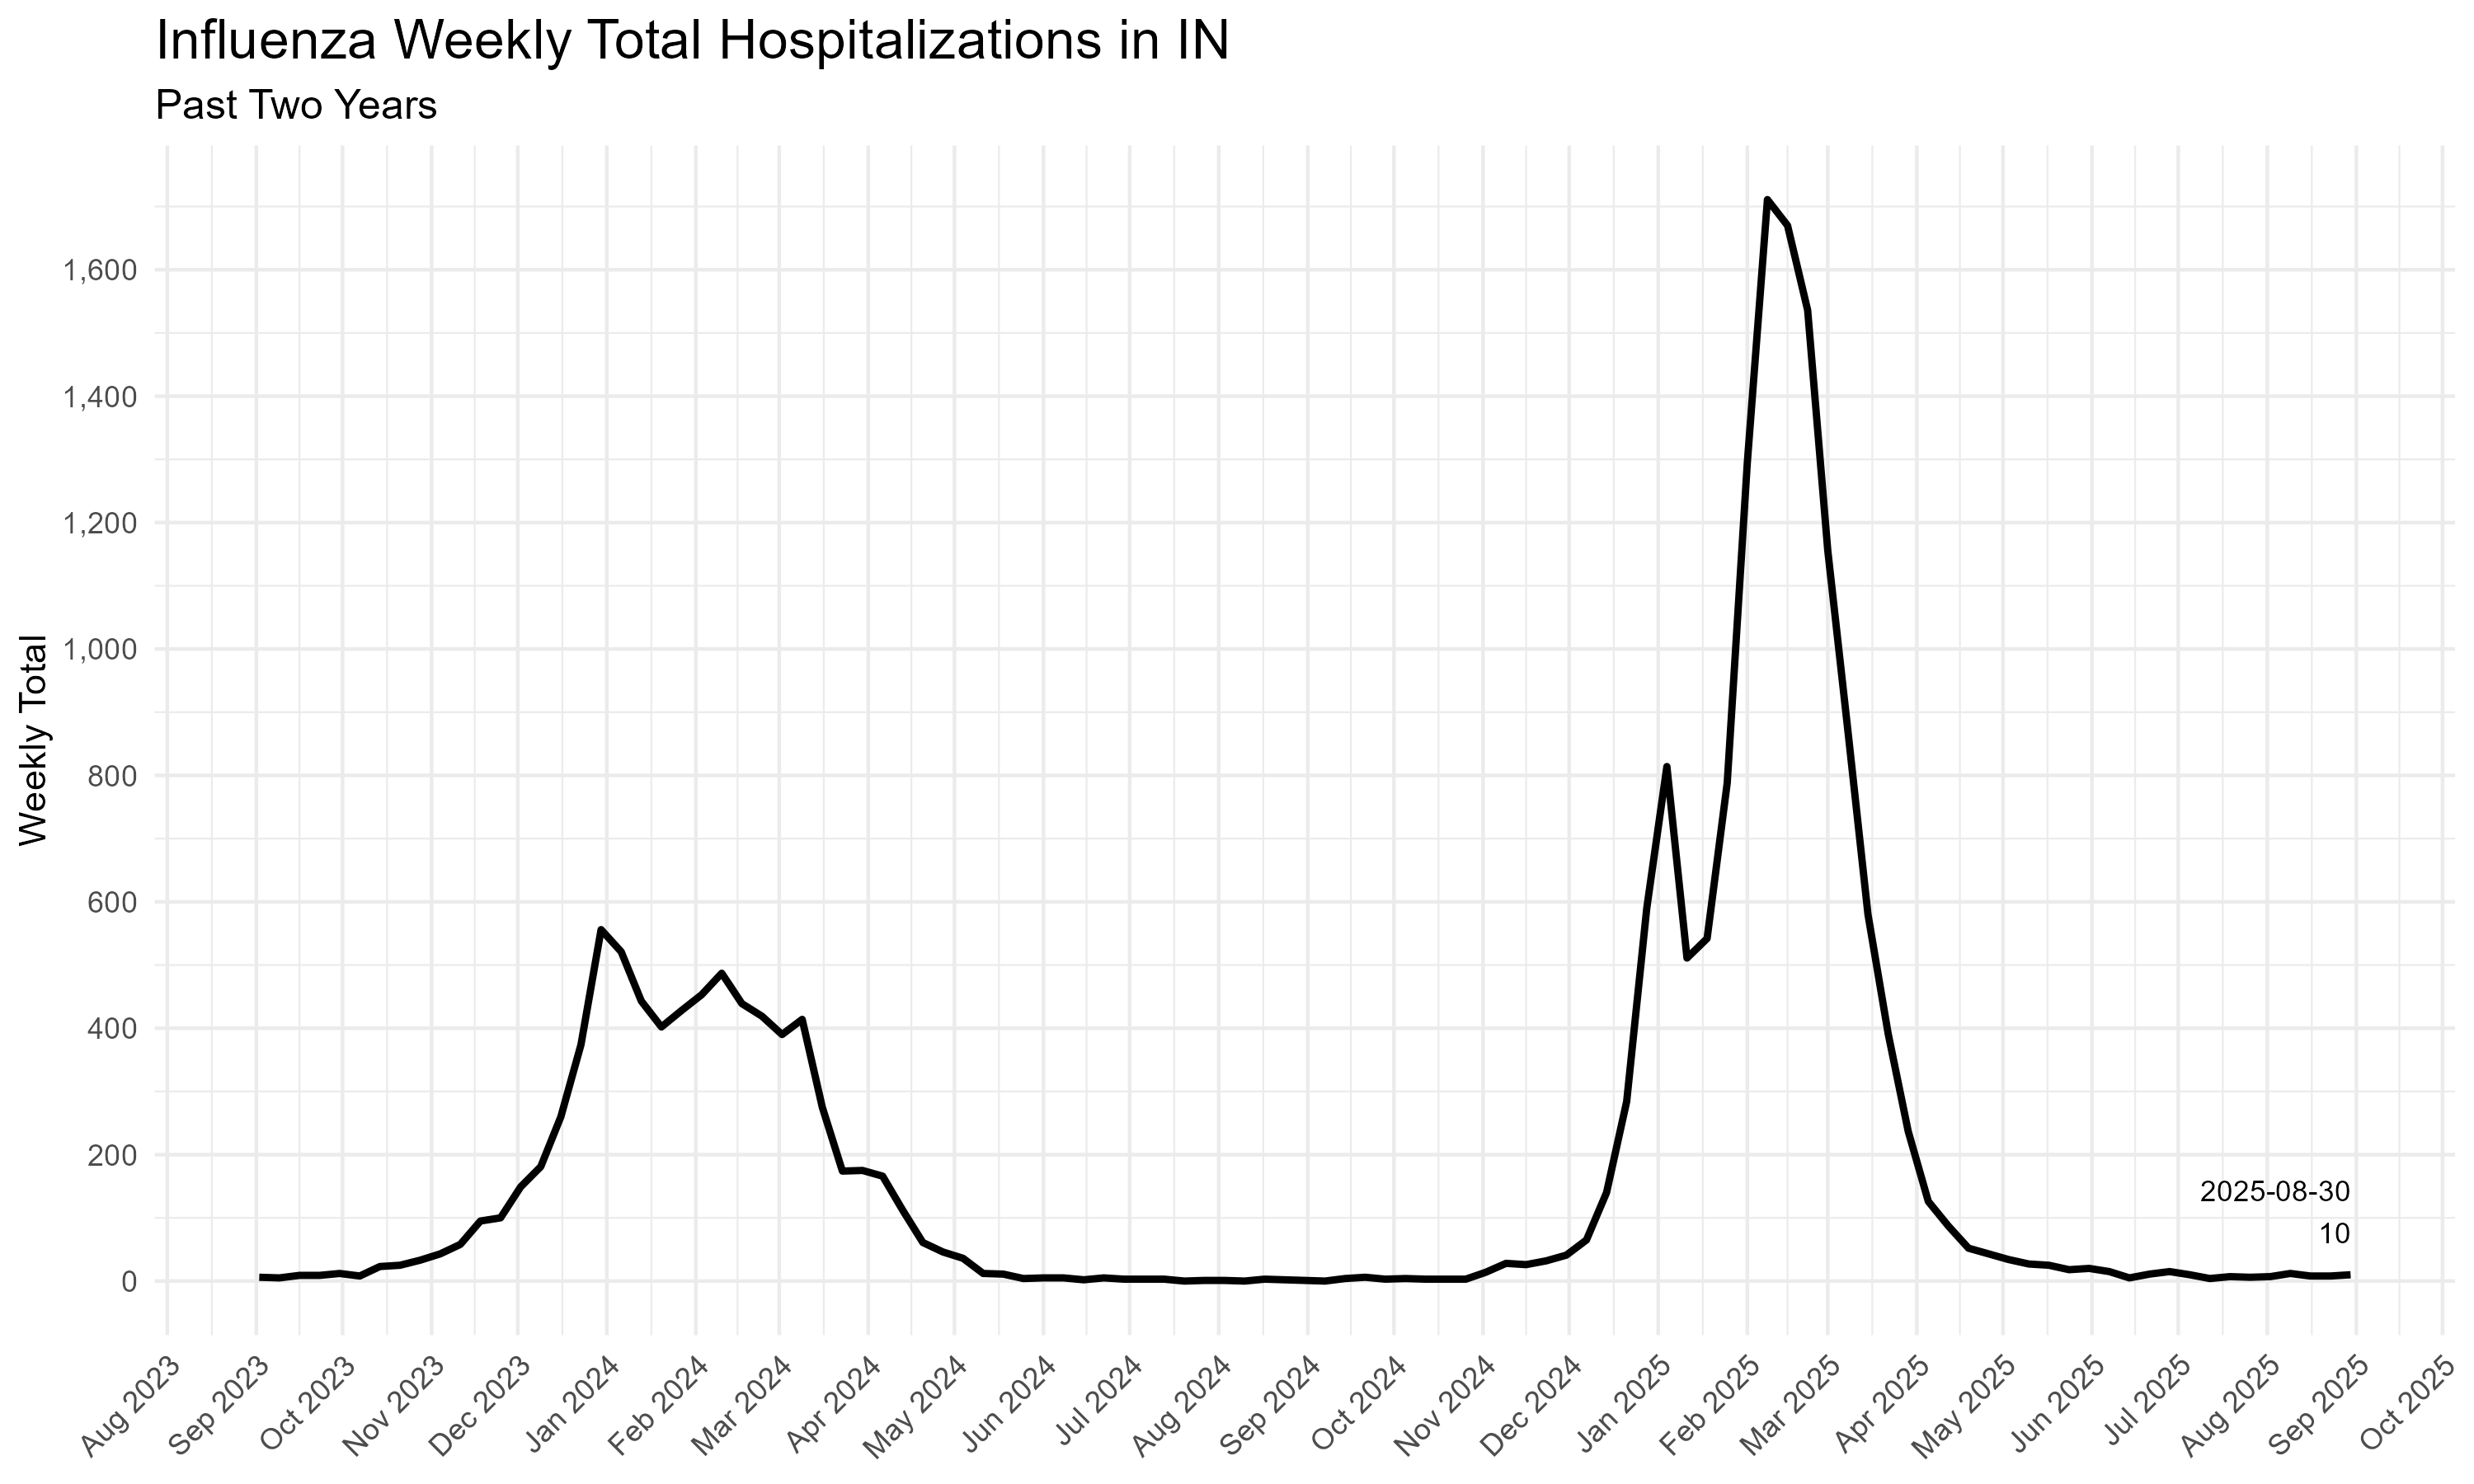 Influenza Weekly Total Hospitalizations in IN
Past Two Years
Weekly Total
1,600
1,400
1,200
1,000
800
600
400
200
0
2025-08-30
10
Aug 2023
Sep 2023
Oct 2023
Nov 2023
Dec 2023
Jan 2024
Feb 2024
Mar 2024
Apr 2024
May 2024
Jun 2024
Jul 2024
Aug 2024
Sep 2024
Oct 2024
Nov 2024
Dec 2024
Jan 2025
Feb 2025
Mar 2025
Apr 2025
May 2025
Jun 2025
Jul 2025
Aug 2025
Sep 2025
Oct 2025